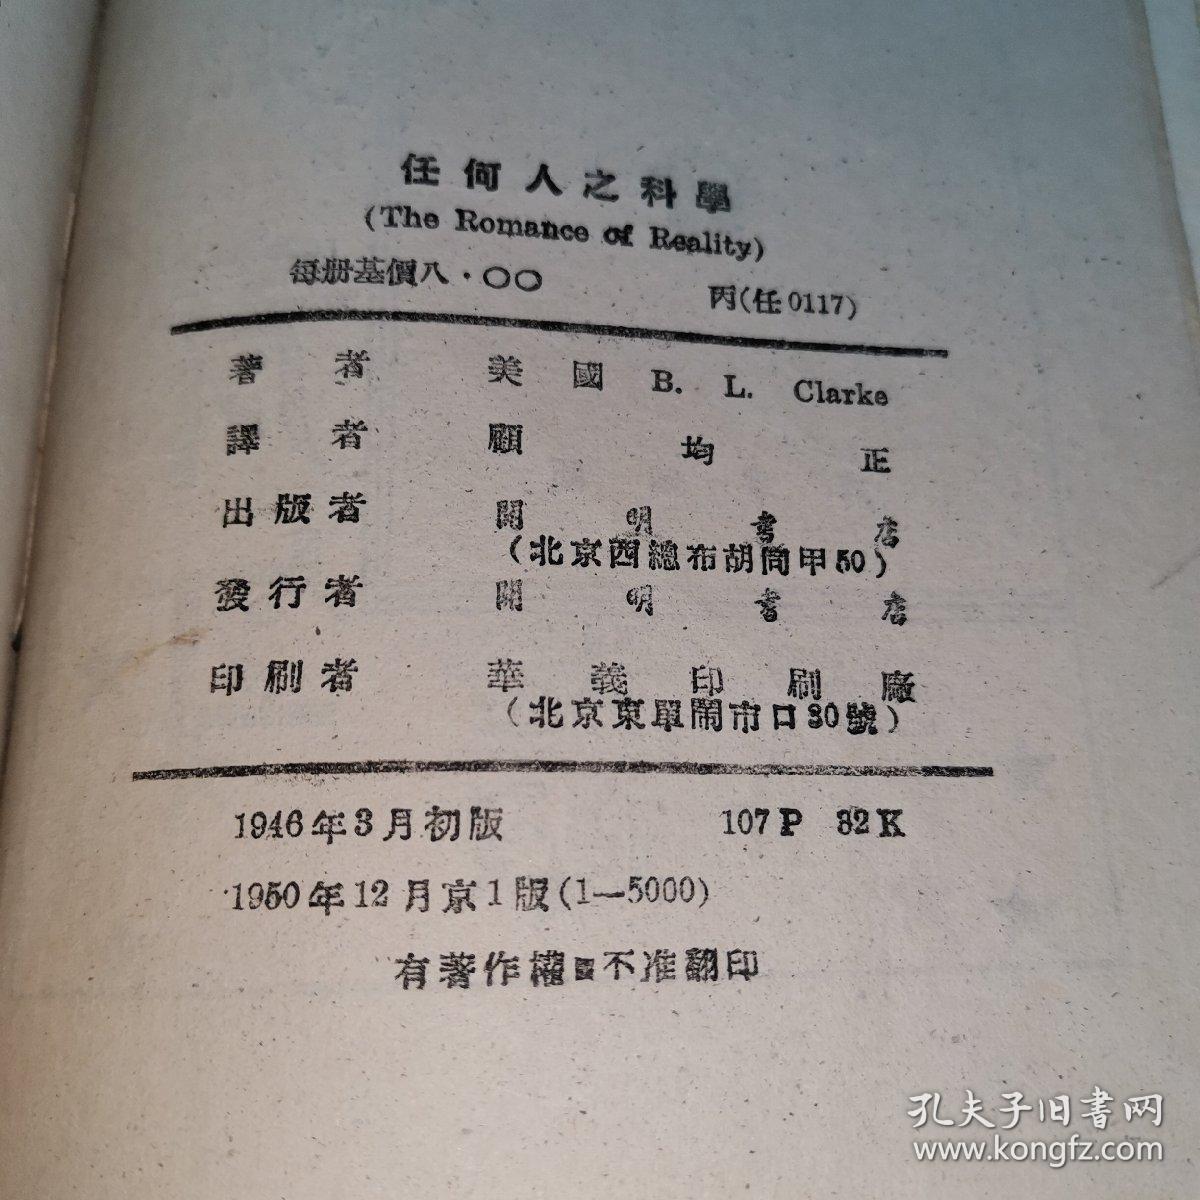 任何人之科學
(The Romance of Reality)
每册基價八·〇〇 丙(任0117)
著者 美國 B. L. Clarke
譯者 顧均正
出版者 開明書店
(北京西總布胡同甲50)
發行者 開明書店
印刷者 華義印刷廠
(北京東單鬧市口30號)
1946年3月初版 107P 32K
1950年12月京1版(1—5000)
有著作權■不准翻印
孔夫子旧書网
www.kongfz.com